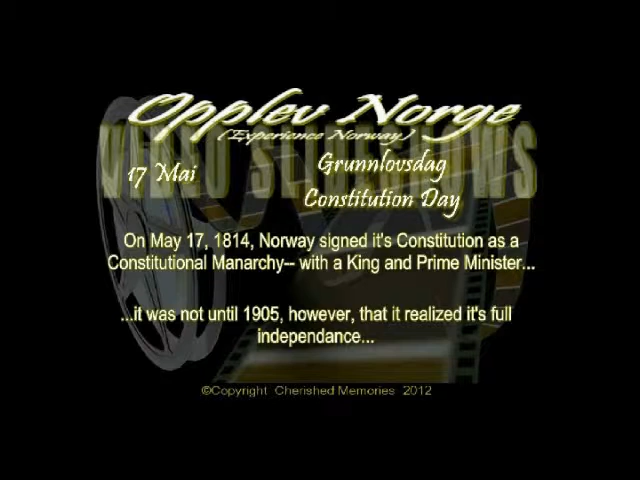 Opplev Norge
(Experience Norway)
VIDEO SLIDESHOWS
17 Mai
Grunnlovsdag
Constitution Day
On May 17, 1814, Norway signed it's Constitution as a
Constitutional Manarchy-- with a King and Prime Minister...
...it was not until 1905, however, that it realized it's full
independance...
©Copyright Cherished Memories 2012